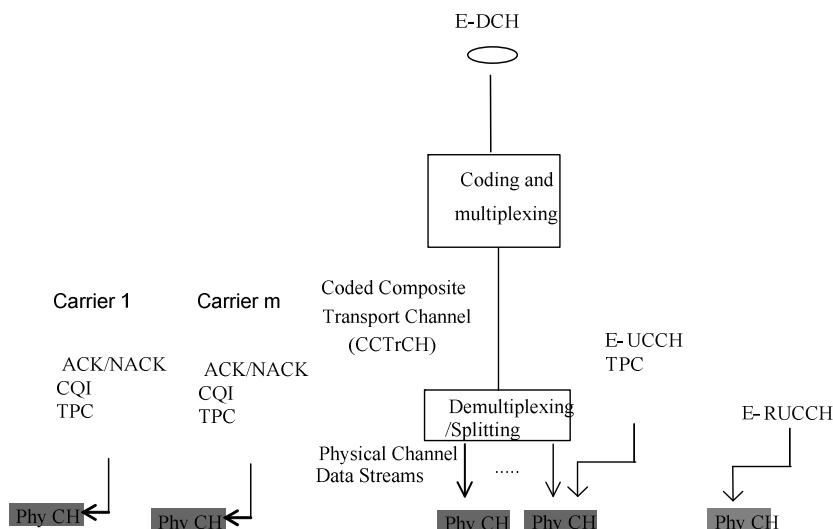 E-DCH
Coding and
multiplexing
Carrier 1
Carrier m
Coded Composite
Transport Channel
(CCTrCH)
ACK/NACK
CQI
TPC
ACK/NACK
CQI
TPC
E-UCCH
TPC
Demultiplexing
/Splitting
E-RUCCH
Physical Channel
Data Streams
.....
Phy CH
Phy CH
Phy CH
Phy CH
Phy CH